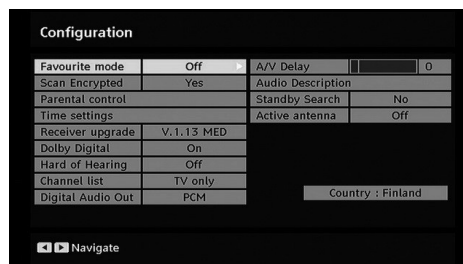 Configuration
Favourite mode Off
Scan Encrypted Yes
Parental control
Time settings
Receiver upgrade V.1.13 MED
Dolby Digital On
Hard of Hearing Off
Channel list TV only
Digital Audio Out PCM
A/V Delay 0
Audio Description
Standby Search No
Active antenna Off
Country : Finland
Navigate